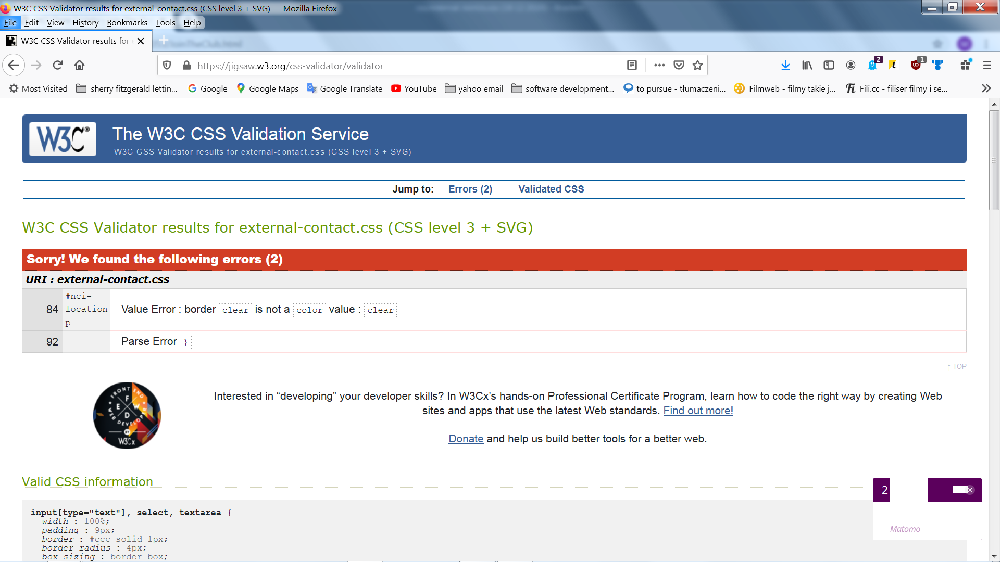 W3C CSS Validator results for external-contact.css (CSS level 3 + SVG) — Mozilla Firefox
File Edit View History Bookmarks Tools Help
W3C CSS Validator results for
https://jigsaw.w3.org/css-validator/validator
2 1
Most Visited sherry fitzgerald lettin... Google Google Maps Google Translate YouTube yahoo email software development... to pursue - tłumaczeni... Filmweb - filmy takie j... Fili.cc - filiser filmy i se...
W3C® The W3C CSS Validation Service
W3C CSS Validator results for external-contact.css (CSS level 3 + SVG)
Jump to: Errors (2) Validated CSS
W3C CSS Validator results for external-contact.css (CSS level 3 + SVG)
Sorry! We found the following errors (2)
URI : external-contact.css
84 #nci-location p Value Error : border clear is not a color value : clear
92 Parse Error }
↑ TOP
FRONT END WEB DEVELOPER
F E W D
BY
W3Cx
Interested in “developing” your developer skills? In W3Cx’s hands-on Professional Certificate Program, learn how to code the right way by creating Web
sites and apps that use the latest Web standards. Find out more!
Donate and help us build better tools for a better web.
Valid CSS information
2
Matomo
input[type="text"], select, textarea {
width : 100%;
padding : 9px;
border : #ccc solid 1px;
border-radius : 4px;
box-sizing : border-box;